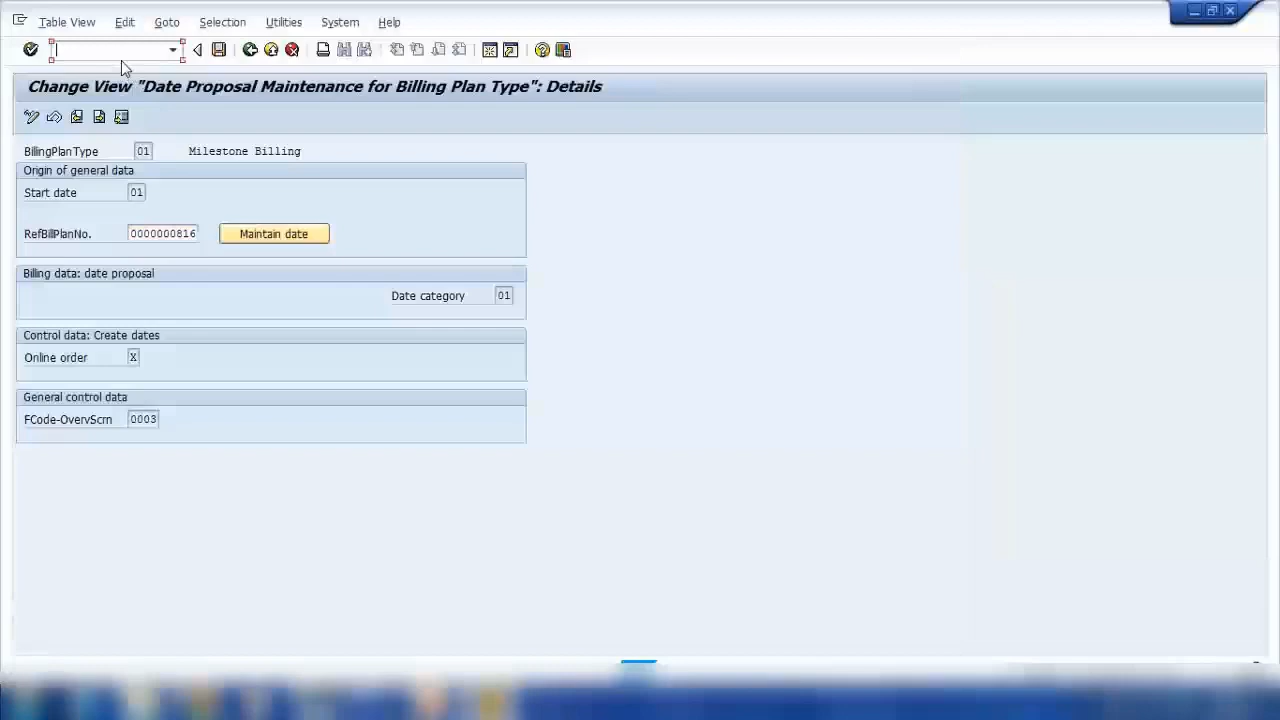 Table View Edit Goto Selection Utilities System Help
Change View "Date Proposal Maintenance for Billing Plan Type": Details
BillingPlanType 01 Milestone Billing
Origin of general data
Start date 01
RefBilPlanNo. 0000000816 Maintain date
Billing data: date proposal
Date category 01
Control data: Create dates
Online order X
General control data
FCode-OvervScrn 0003